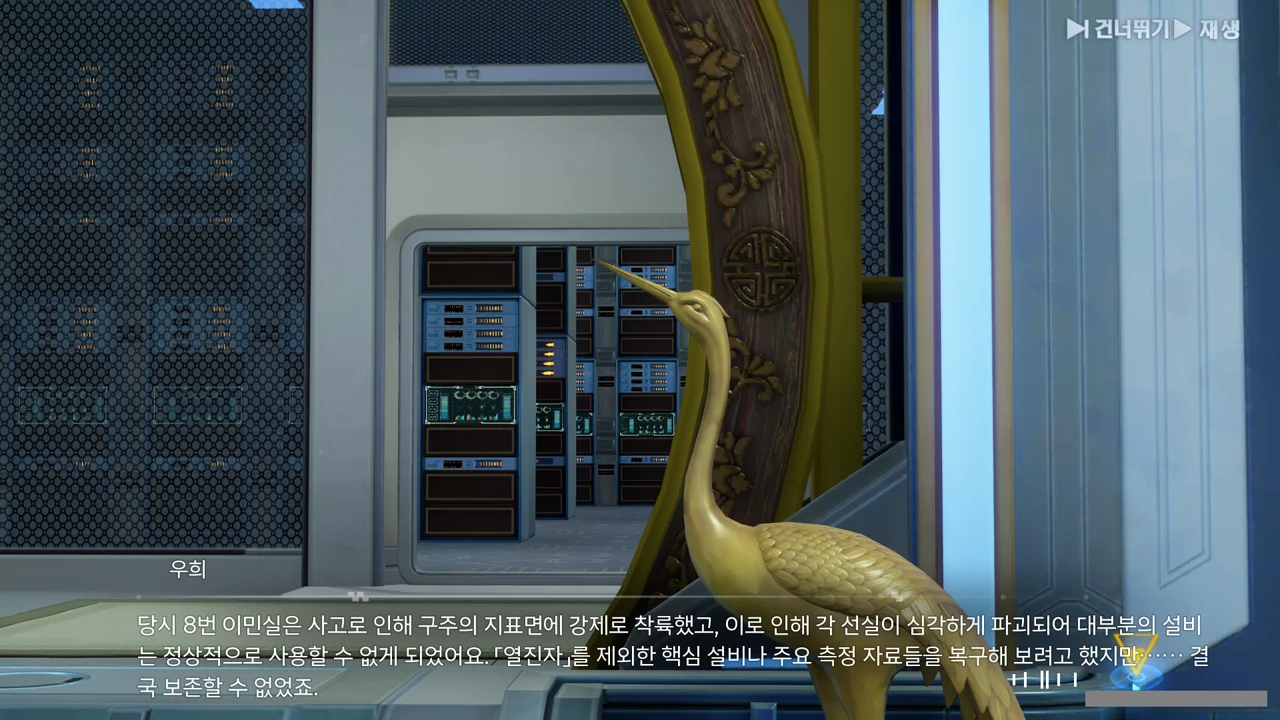 건너뛰기 재생
우희
당시 8번 이민실은 사고로 인해 구주의 지표면에 강제로 착륙했고, 이로 인해 각 선실이 심각하게 파괴되어 대부분의 설비
는 정상적으로 사용할 수 없게 되었어요. 「열진자」를 제외한 핵심 설비나 주요 측정 자료들을 복구해 보려고 했지만…… 결
국 보존할 수 없었죠.